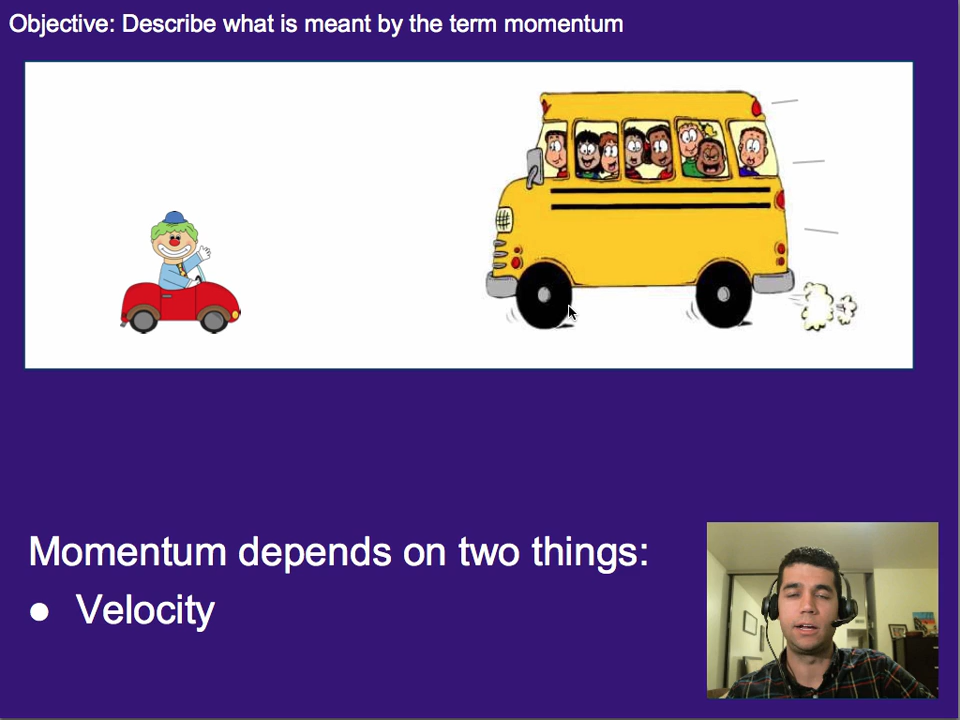 Objective: Describe what is meant by the term momentum
Momentum depends on two things:
● Velocity